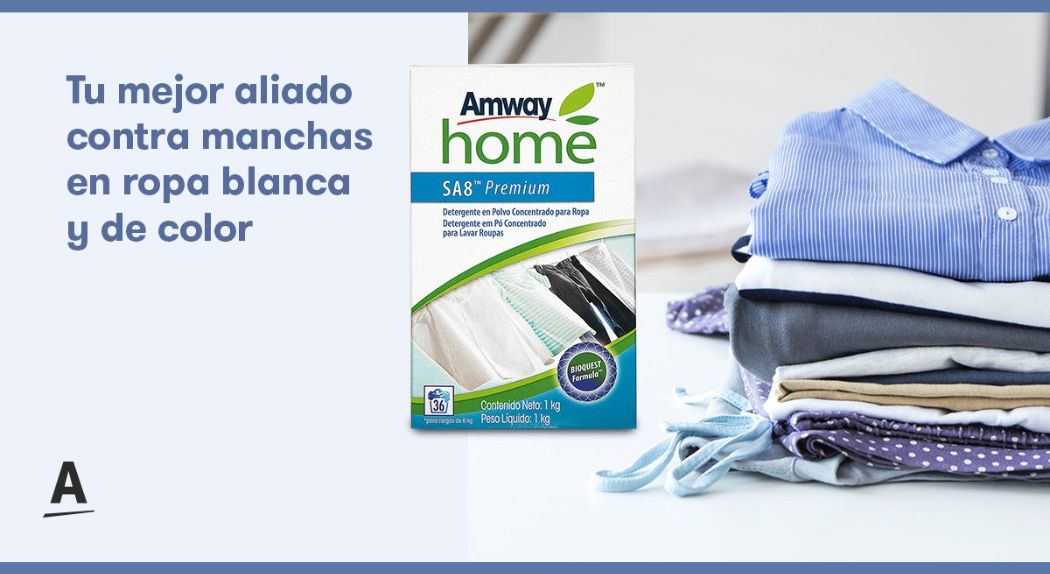 Tu mejor aliado
contra manchas
en ropa blanca
y de color
Amway™
home
SA8™ Premium
Detergente en Polvo Concentrado para Ropa
Detergente em Pó Concentrado
para Lavar Roupas
BIOQUEST
Formula™
36
*para cargas de 6 kg
Contenido Neto: 1 kg
Peso Líquido: 1 kg
A